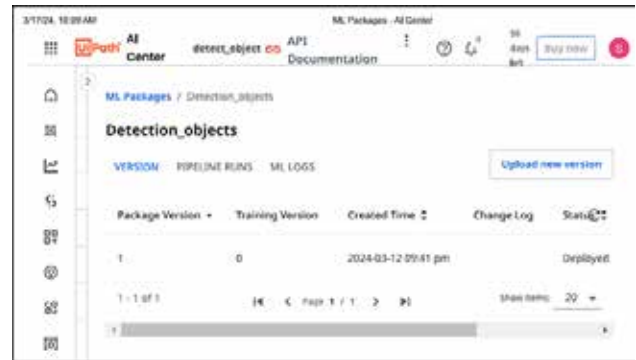 3/17/24, 10:09 AM ML Packages - AI Center
UiPath AI Center detect_object API Documentation days left Buy now S
ML Packages / Detection_objects
Detection_objects
VERSION PIPELINE RUNS ML LOGS Upload new version
Package Version Training Version Created Time Change Log Status
1 0 2024-03-12 09:41 pm Deployed
1 - 1 of 1 Page 1 / 1 Show items: 20